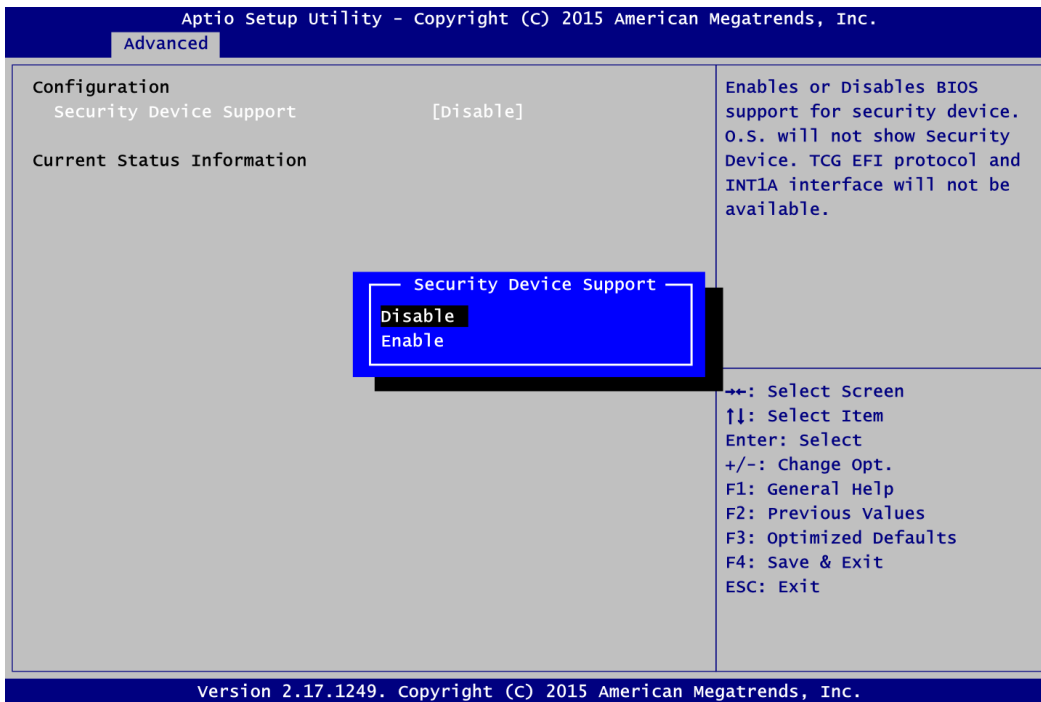 Aptio Setup Utility - Copyright (C) 2015 American Megatrends, Inc.
Advanced
Configuration
Security Device Support [Disable]
Current Status Information
Enables or Disables BIOS
support for security device.
O.S. will not show Security
Device. TCG EFI protocol and
INT1A interface will not be
available.
Security Device Support
Disable
Enable
→←: Select Screen
↑↓: Select Item
Enter: Select
+/-: Change Opt.
F1: General Help
F2: Previous Values
F3: Optimized Defaults
F4: Save & Exit
ESC: Exit
Version 2.17.1249. Copyright (C) 2015 American Megatrends, Inc.